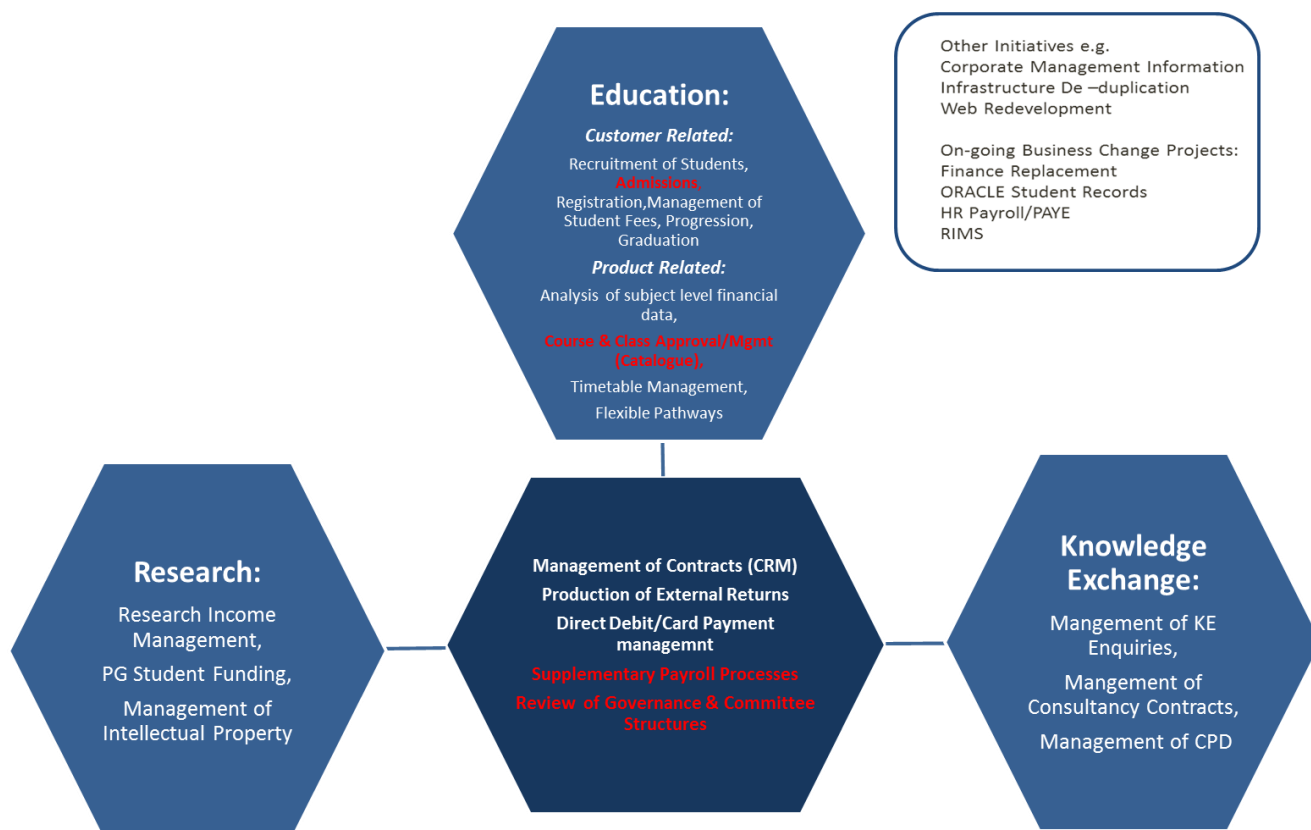 Education:
Customer Related:
Recruitment of Students,
Admissions,
Registration,Management of
Student Fees, Progression,
Graduation
Product Related:
Analysis of subject level financial
data,
Course & Class Approval/Mgmt
(Catalogue),
Timetable Management,
Flexible Pathways
Other Initiatives e.g.
Corporate Management Information
Infrastructure De –duplication
Web Redevelopment
On-going Business Change Projects:
Finance Replacement
ORACLE Student Records
HR Payroll/PAYE
RIMS
Research:
Research Income
Management,
PG Student Funding,
Management of
Intellectual Property
Management of Contracts (CRM)
Production of External Returns
Direct Debit/Card Payment
managemnt
Supplementary Payroll Processes
Review of Governance & Committee
Structures
Knowledge
Exchange:
Mangement of KE
Enquiries,
Mangement of
Consultancy Contracts,
Management of CPD